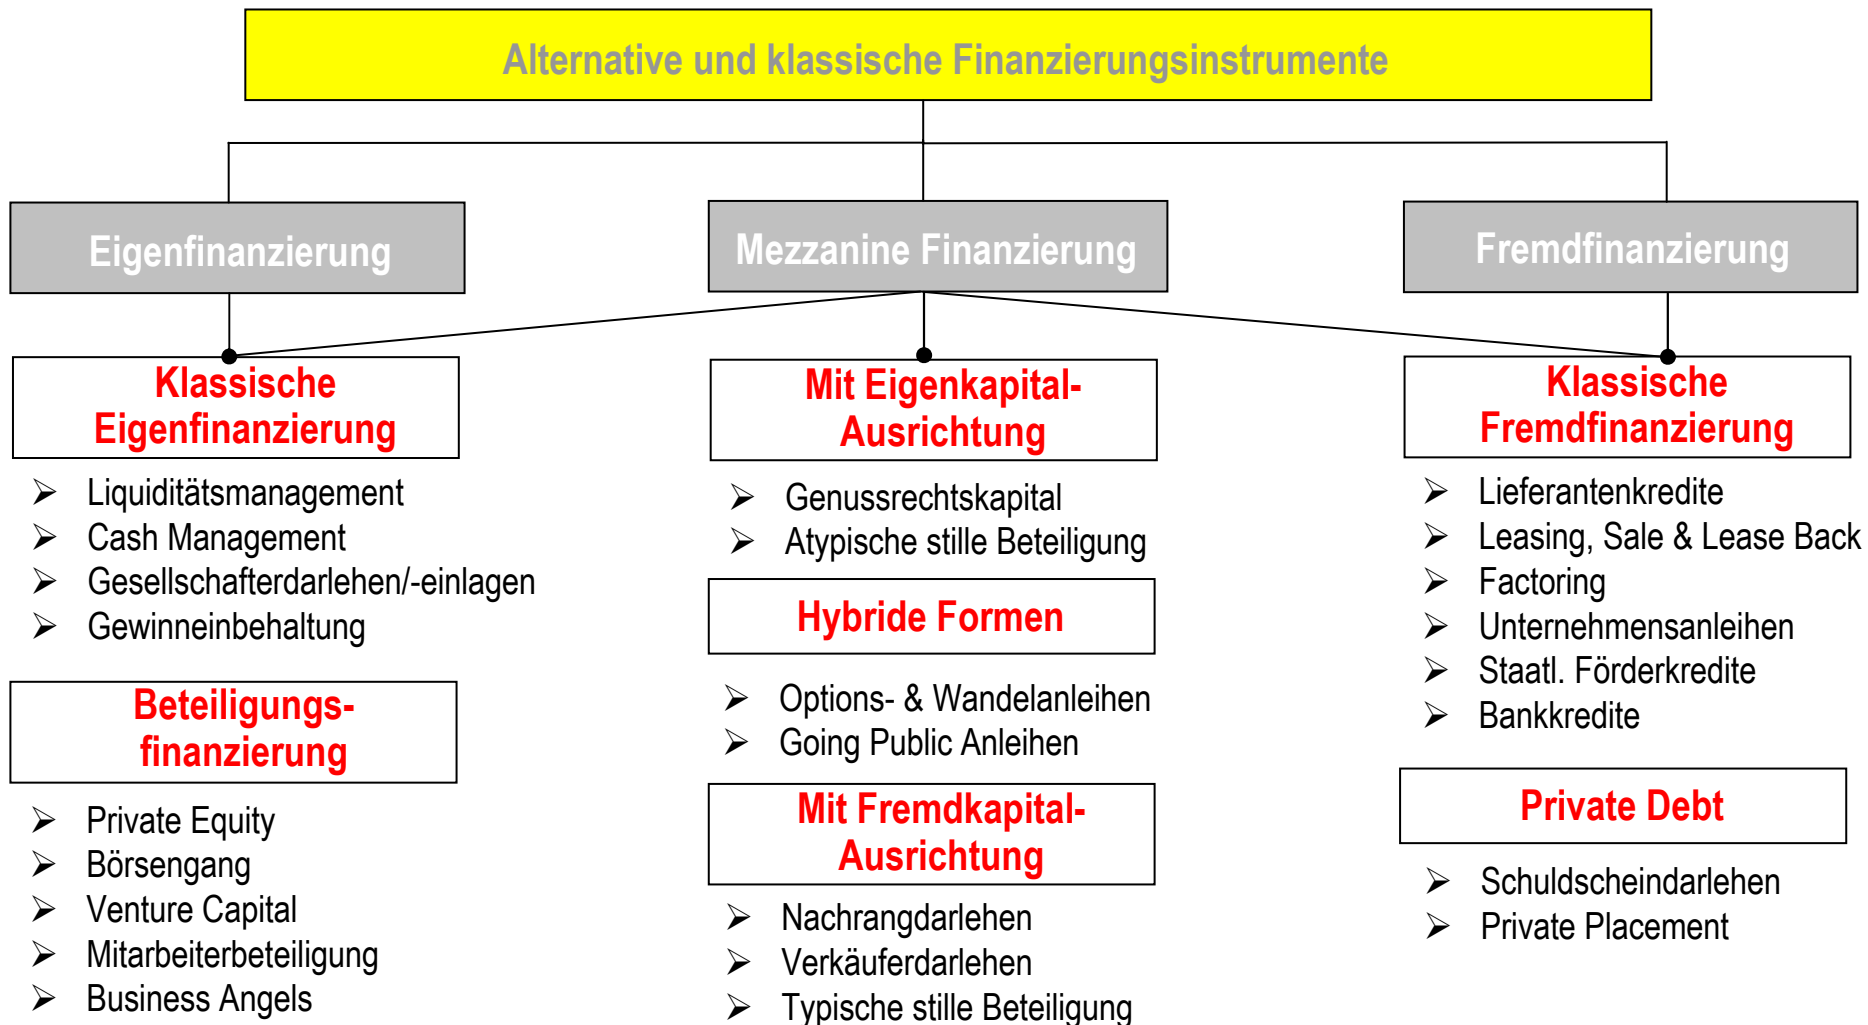 Alternative und klassische Finanzierungsinstrumente
Eigenfinanzierung
Mezzanine Finanzierung
Fremdfinanzierung
Klassische
Eigenfinanzierung
Liquiditätsmanagement
Cash Management
Gesellschafterdarlehen/-einlagen
Gewinneinbehaltung
Beteiligungs-
finanzierung
Private Equity
Börsengang
Venture Capital
Mitarbeiterbeteiligung
Business Angels
Mit Eigenkapital-
Ausrichtung
Genussrechtskapital
Atypische stille Beteiligung
Hybride Formen
Options- & Wandelanleihen
Going Public Anleihen
Mit Fremdkapital-
Ausrichtung
Nachrangdarlehen
Verkäuferdarlehen
Typische stille Beteiligung
Klassische
Fremdfinanzierung
Lieferantenkredite
Leasing, Sale & Lease Back
Factoring
Unternehmensanleihen
Staatl. Förderkredite
Bankkredite
Private Debt
Schuldscheindarlehen
Private Placement